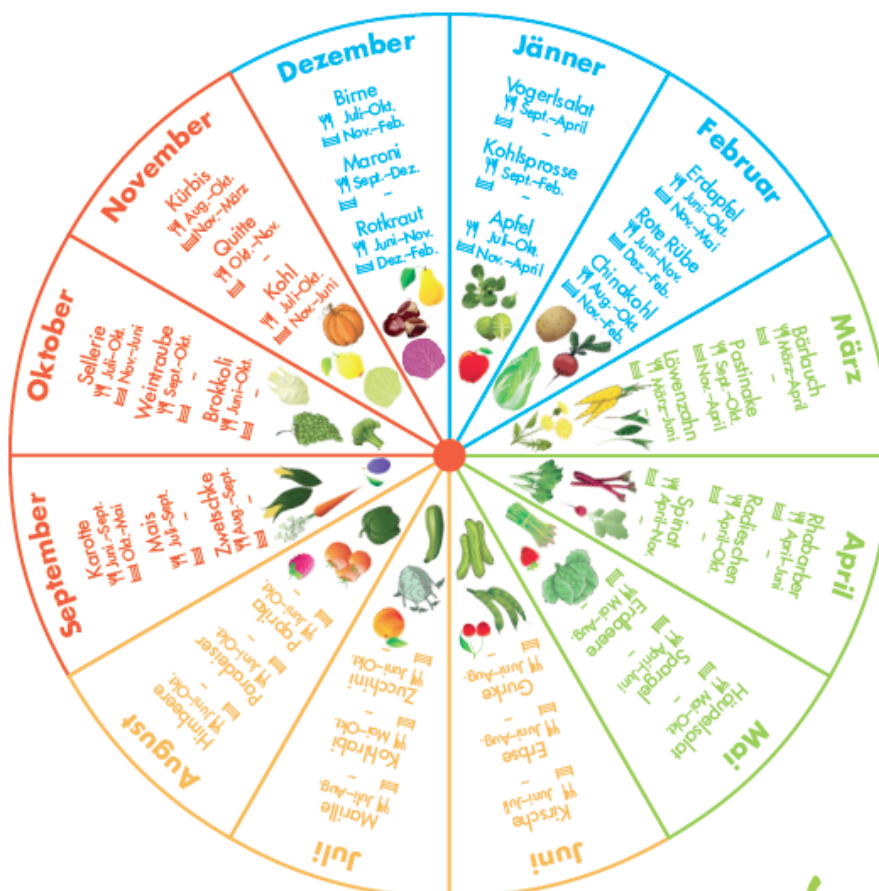 Jänner
Vogerlsalat
Sept.–April
–
Kohlsprosse
Sept.–Feb.
–
Apfel
Juli–Okt.
Nov.–April
Februar
Erdapfel
Juni–Okt.
Nov.–Mai
Rote Rübe
Juni–Nov.
Dez.–Feb.
Chinakohl
Aug.–Okt.
Nov.–Feb.
März
Bärlauch
März–April
–
Pastinake
Sept.–Okt.
Nov.–April
Löwenzahn
März–Juni
–
April
Rhabarber
April–Juni
–
Radieschen
April–Okt.
–
Spinat
April–Nov.
–
Mai
Häupelsalat
Mai–Okt.
–
Spargel
April–Juni
–
Erdbeere
Mai–Aug.
–
Juni
Kirsche
Juni–Juli
–
Erbse
Juni–Aug.
–
Gurke
Juni–Aug.
–
Juli
Marille
Juli–Aug.
–
Kohlrabi
Mai–Okt.
–
Zucchini
Juni–Okt.
–
August
Himbeere
Juni–Okt.
–
Paradeiser
Juni–Okt.
–
Paprika
Juni–Okt.
–
September
Karotte
Juni–Sept.
Okt.–Mai
Mais
Juli–Sept.
–
Zwetschke
Aug.–Sept.
–
Oktober
Sellerie
Juli–Okt.
Nov.–Juni
Weintraube
Sept.–Okt.
–
Brokkoli
Juni–Okt.
–
November
Kürbis
Aug.–Okt.
Nov.–März
Quitte
Okt.–Nov.
–
Kohl
Juli–Okt.
Nov.–Juni
Dezember
Birne
Juli–Okt.
Nov.–Feb.
Maroni
Sept.–Dez.
–
Rotkraut
Juni–Nov.
Dez.–Feb.